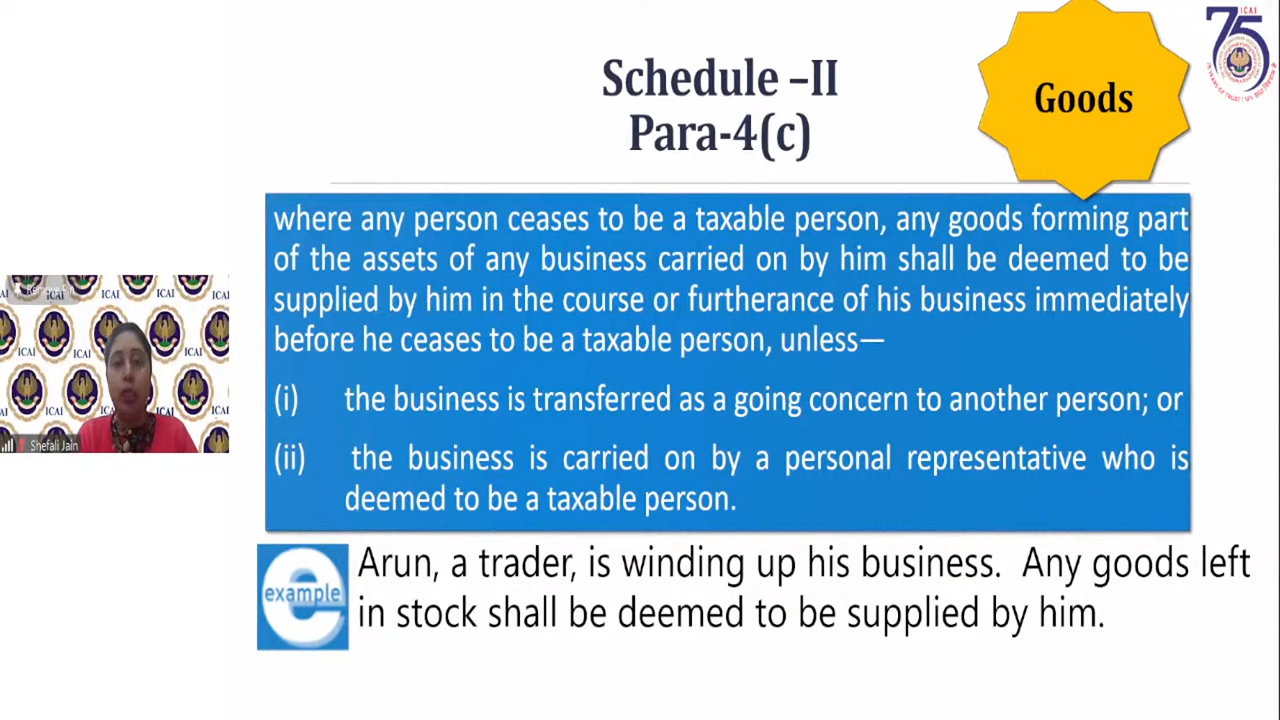 ICAI
75
Schedule –II
Para-4(c)
Goods
where any person ceases to be a taxable person, any goods forming part
of the assets of any business carried on by him shall be deemed to be
supplied by him in the course or furtherance of his business immediately
before he ceases to be a taxable person, unless—
(i) the business is transferred as a going concern to another person; or
(ii) the business is carried on by a personal representative who is
deemed to be a taxable person.
example
Arun, a trader, is winding up his business. Any goods left
in stock shall be deemed to be supplied by him.
ICAI
ICAI
ICAI
ICAI
Shefali Jain